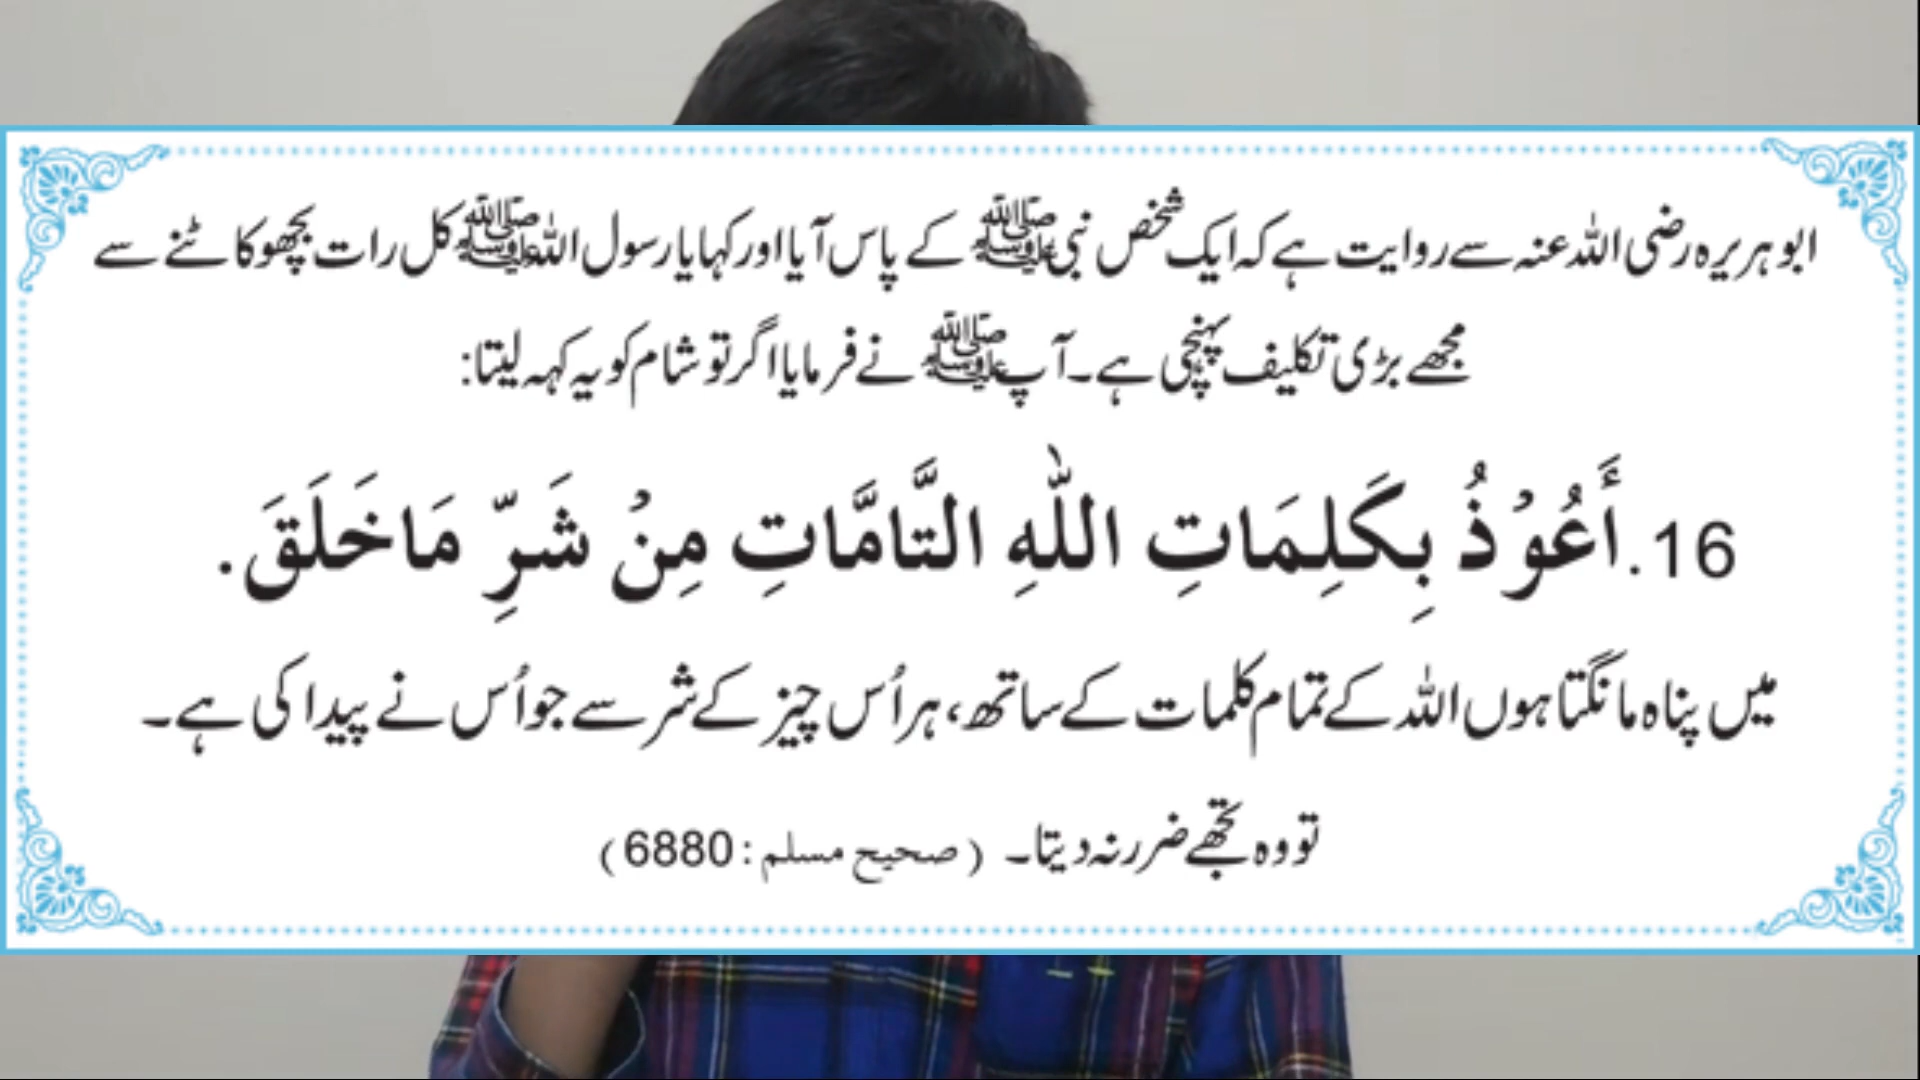 ابو ہریرہ رضی اللہ عنہ سے روایت ہے کہ ایک شخص نبی ﷺ کے پاس آیا اور کہا یا رسول اللہ ﷺ کل رات بچھو کاٹنے سے
مجھے بڑی تکلیف پہنچی ہے۔ آپ ﷺ نے فرمایا اگر تو شام کو یہ کہہ لیتا:
16. أَعُوْذُ بِكَلِمَاتِ اللّٰهِ التَّامَّاتِ مِنْ شَرِّ مَا خَلَقَ.
میں پناہ مانگتا ہوں اللہ کے تمام کلمات کے ساتھ، ہر اُس چیز کے شر سے جو اُس نے پیدا کی ہے۔
تو وہ تجھے ضرر نہ دیتا۔ (صحیح مسلم: 6880)